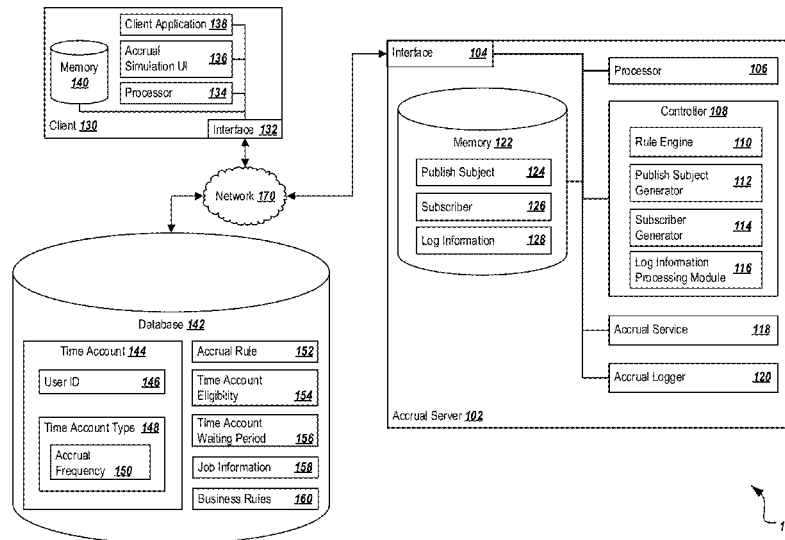 Client Application 138
Accrual
Simulation UI 136
Memory
140
Processor 134
Client 130
Interface 132
Network 170
Database 142
Time Account 144
User ID 146
Time Account Type 148
Accrual
Frequency 150
Accrual Rule 152
Time Account
Eligibility 154
Time Account
Waiting Period 156
Job Information 158
Business Rules 160
Interface 104
Processor 106
Controller 108
Rule Engine 110
Publish Subject
Generator 112
Subscriber
Generator 114
Log Information
Processing Module 116
Memory 122
Publish Subject 124
Subscriber 126
Log Information 128
Accrual Service 118
Accrual Logger 120
Accrual Server 102